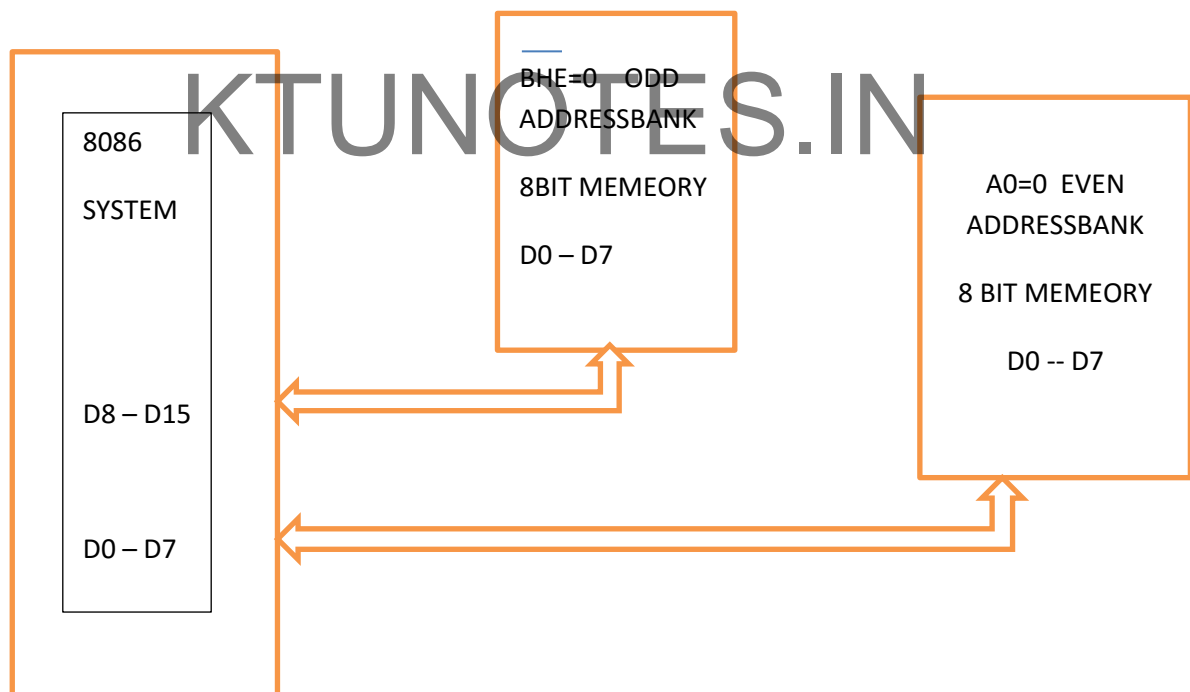 KTUNOTES.IN
8086
SYSTEM
D8 – D15
D0 – D7
BHE=0 ODD
ADDRESSBANK
8BIT MEMEORY
D0 – D7
A0=0 EVEN
ADDRESSBANK
8 BIT MEMEORY
D0 -- D7